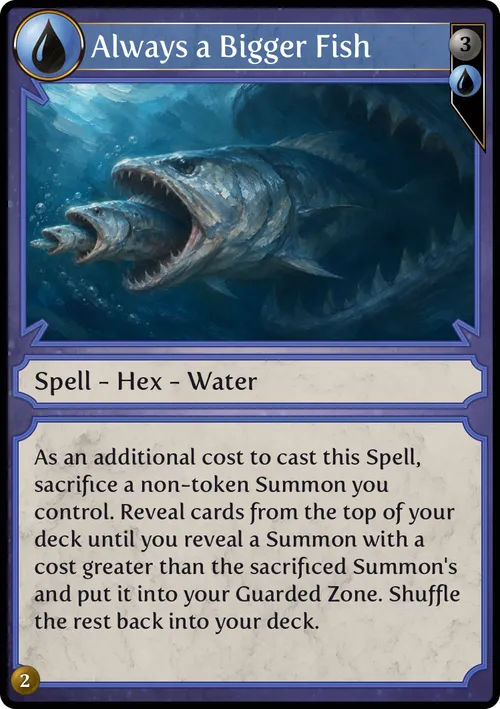 Always a Bigger Fish
3
Spell - Hex - Water
As an additional cost to cast this Spell,
sacrifice a non-token Summon you
control. Reveal cards from the top of your
deck until you reveal a Summon with a
cost greater than the sacrificed Summon's
and put it into your Guarded Zone. Shuffle
the rest back into your deck.
2